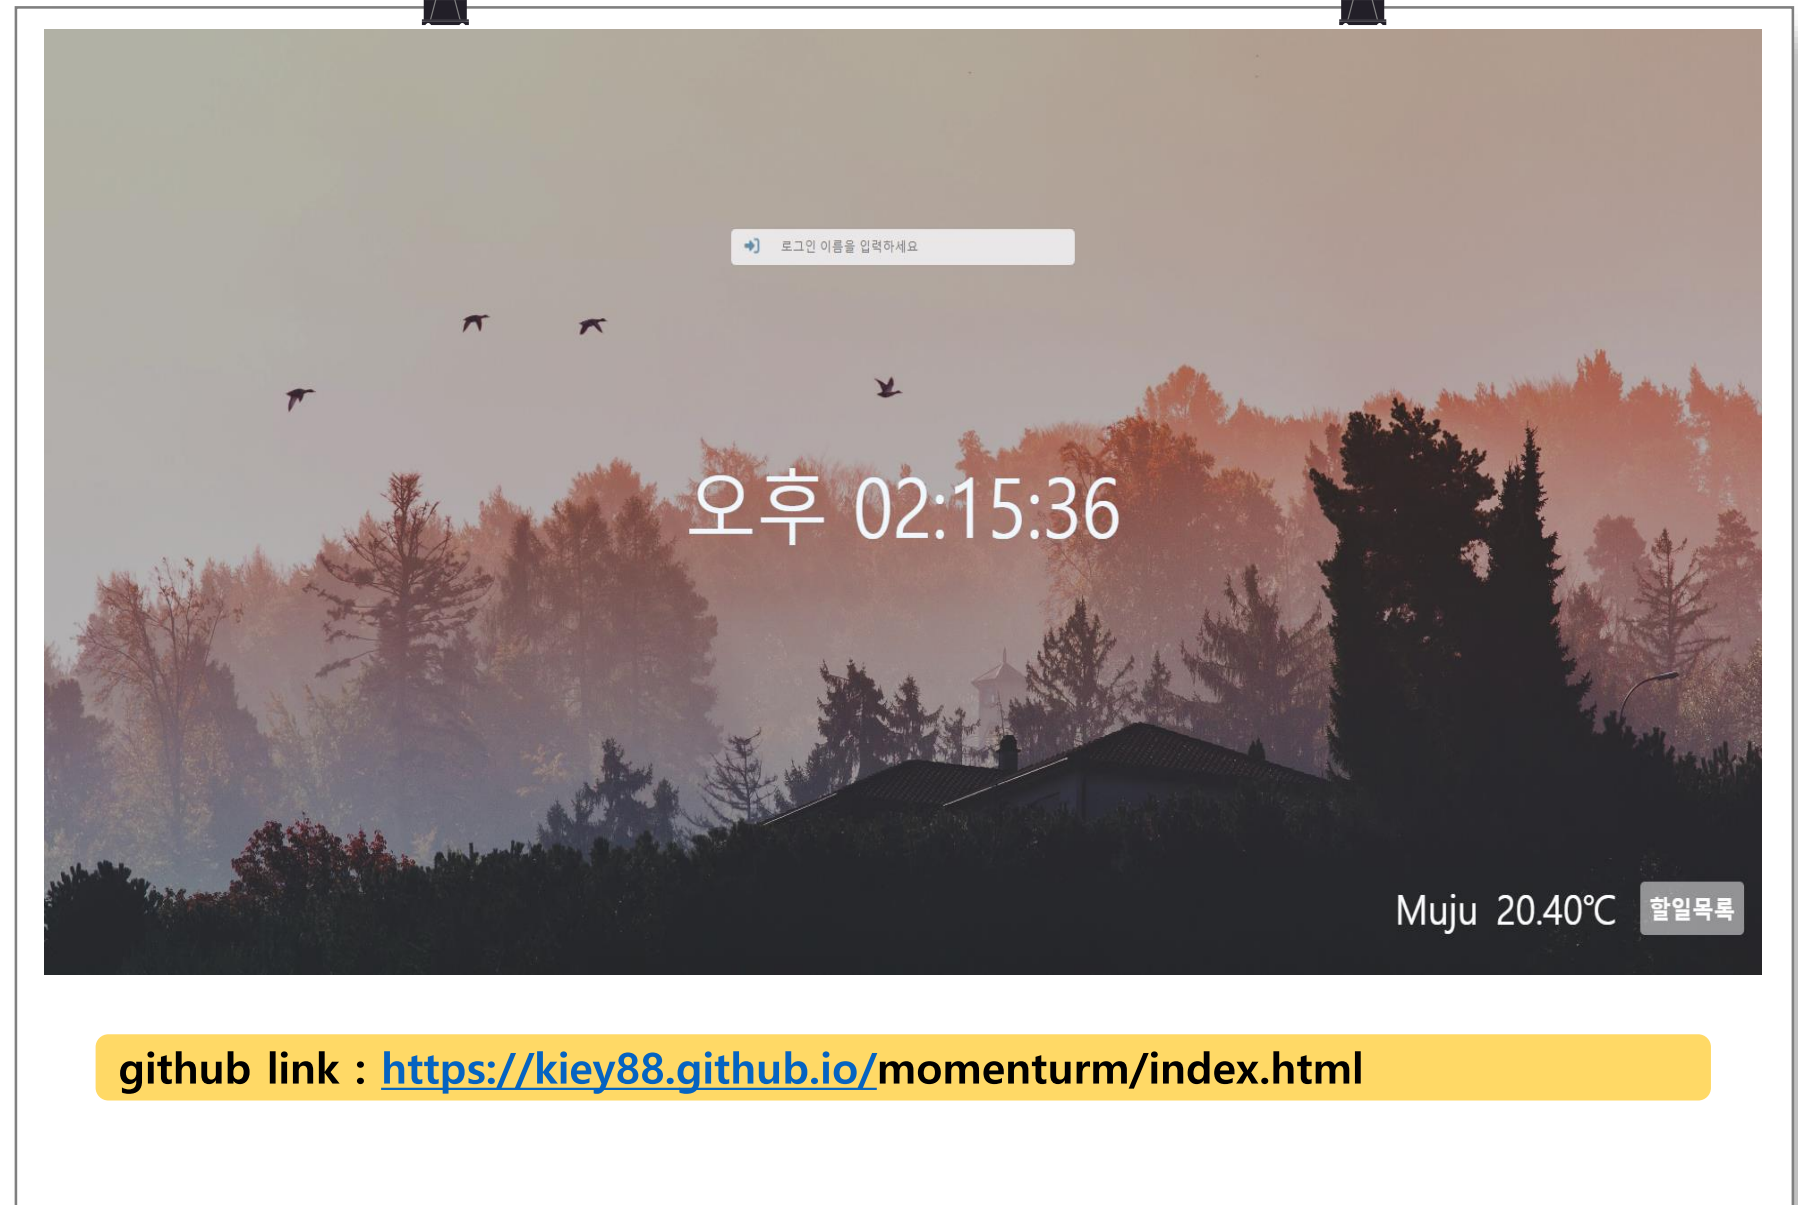 로그인 이름을 입력하세요
오후 02:15:36
Muju 20.40°C 할일목록
github link : https://kiey88.github.io/momenturm/index.html